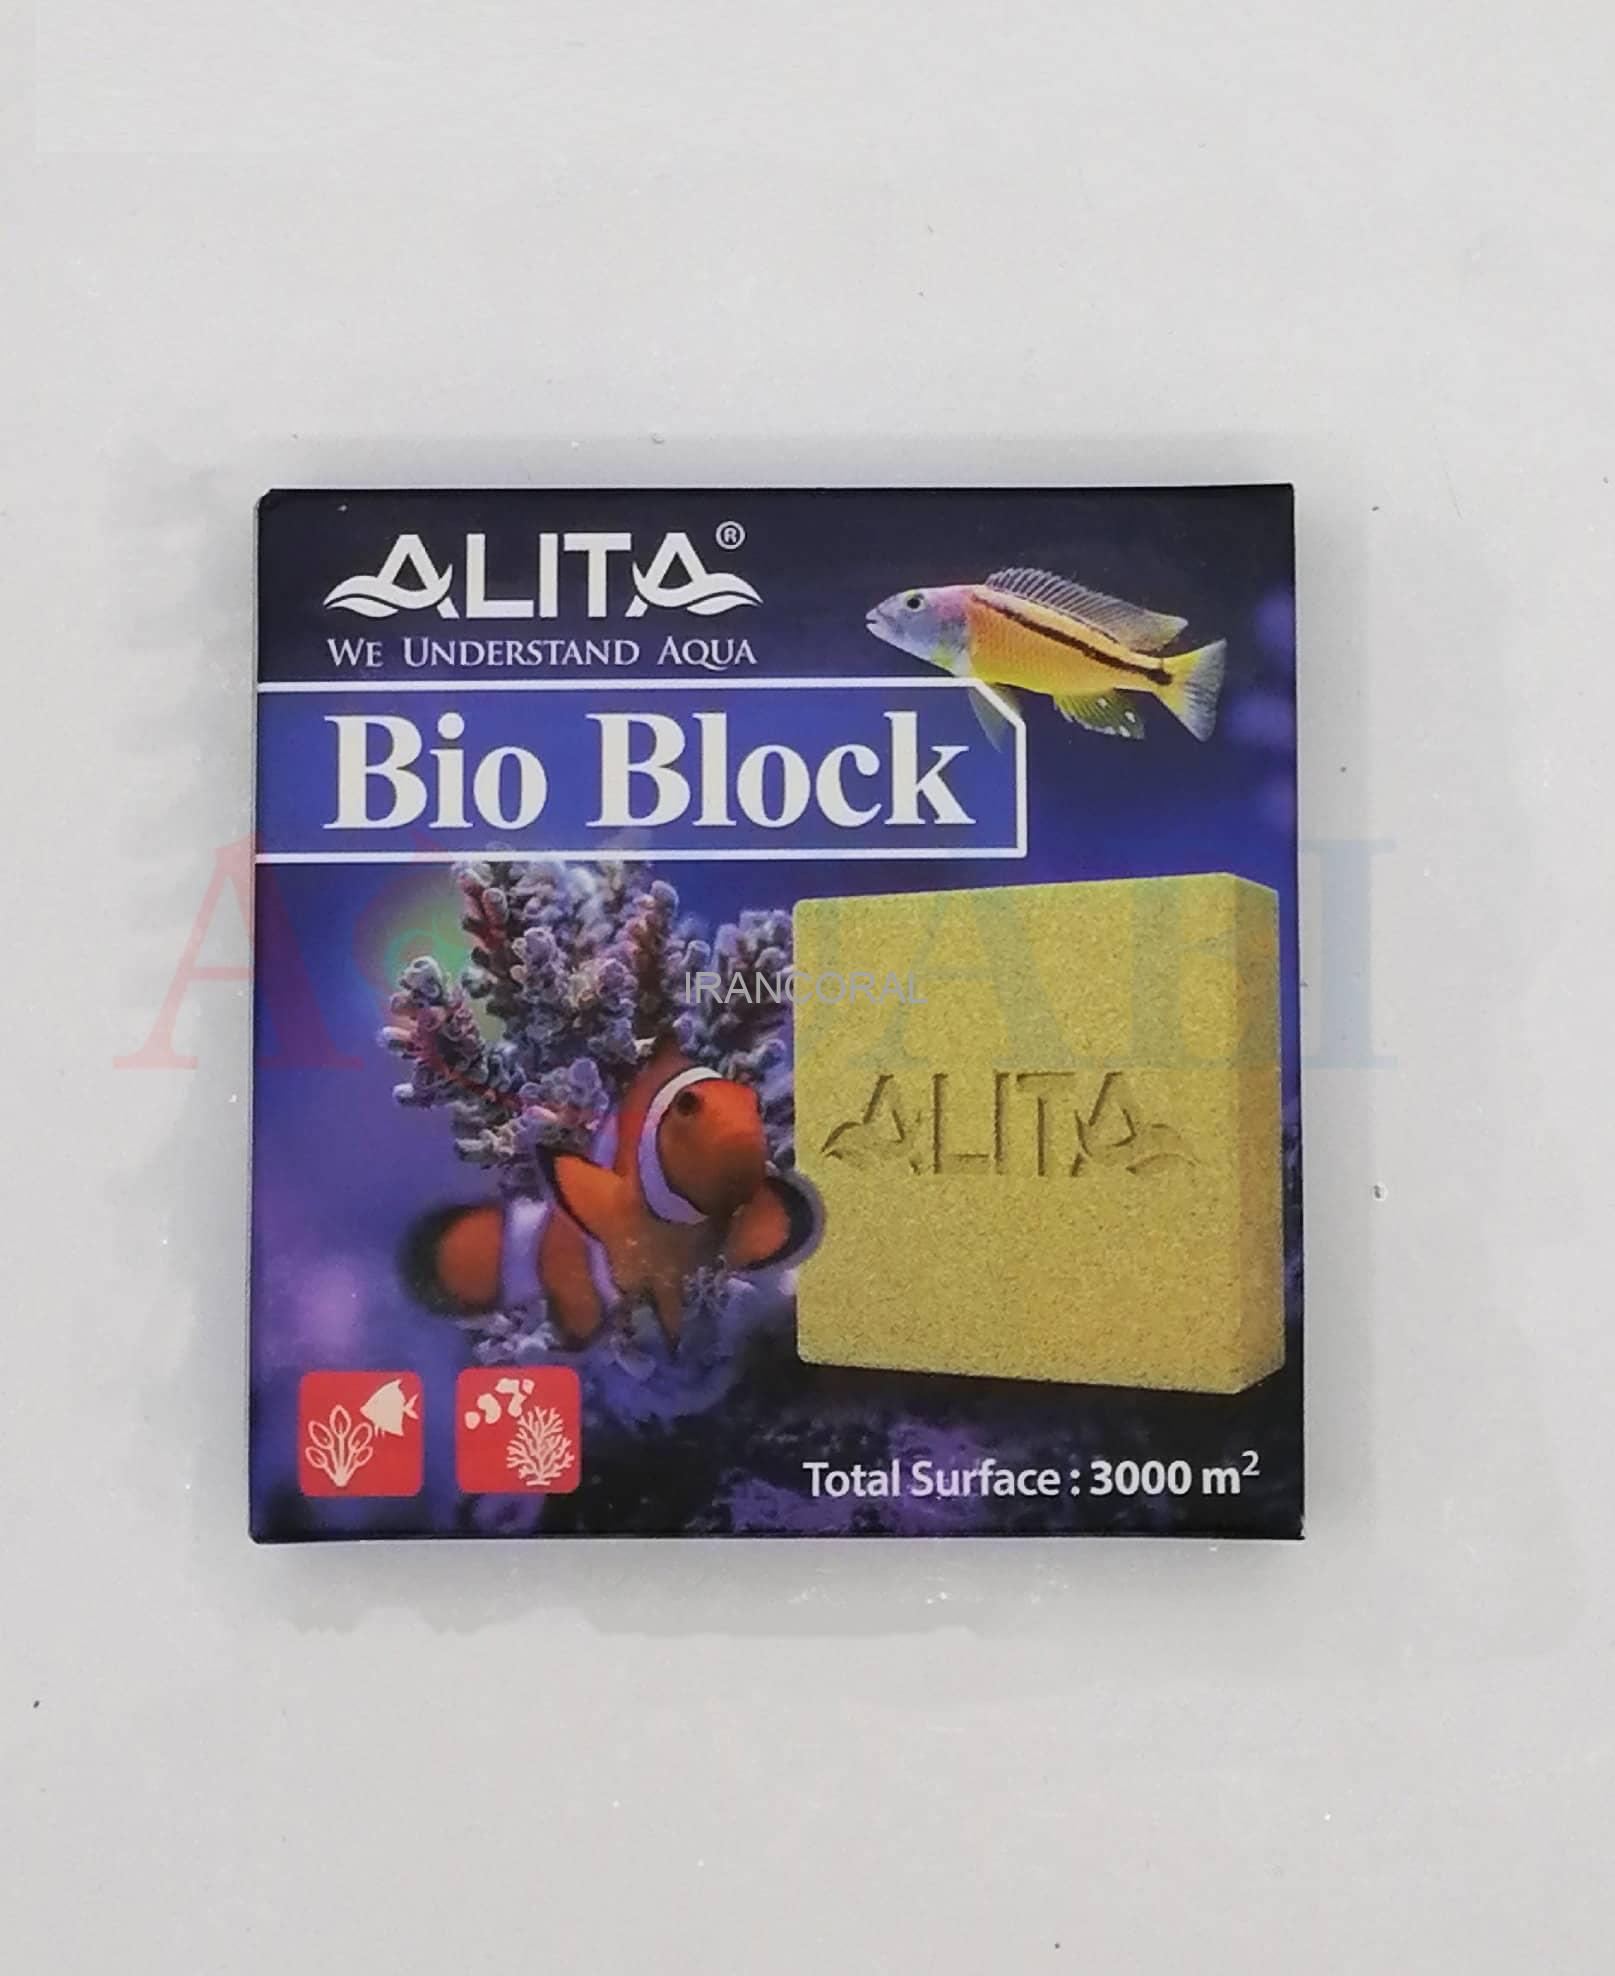 ALITA®
WE UNDERSTAND AQUA
Bio Block
IRANCORAL
ALITA
Total Surface : 3000 m²